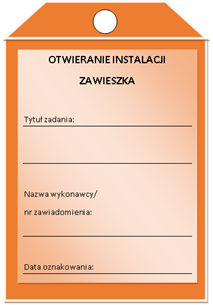 OTWIERANIE INSTALACJI
ZAWIESZKA
Tytuł zadania:
Nazwa wykonawcy/
nr zawiadomienia:
Data oznakowania: